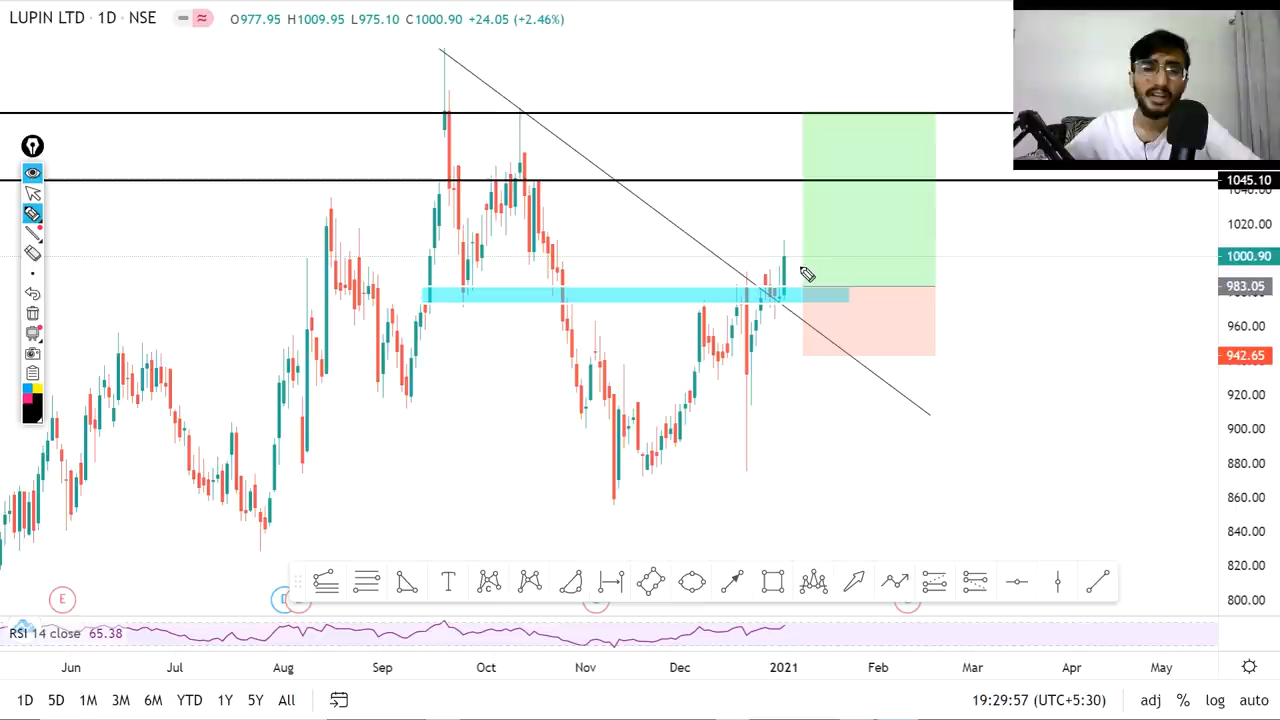 LUPIN LTD · 1D · NSE O977.95 H1009.95 L975.10 C1000.90 +24.05 (+2.46%)
1045.10
1020.00
1000.90
983.05
960.00
942.65
920.00
900.00
880.00
860.00
840.00
820.00
800.00
T
E
RSI 14 close 65.38
Jun Jul Aug Sep Oct Nov Dec 2021 Feb Mar Apr May
1D 5D 1M 3M 6M YTD 1Y 5Y All 19:29:57 (UTC+5:30) adj % log auto